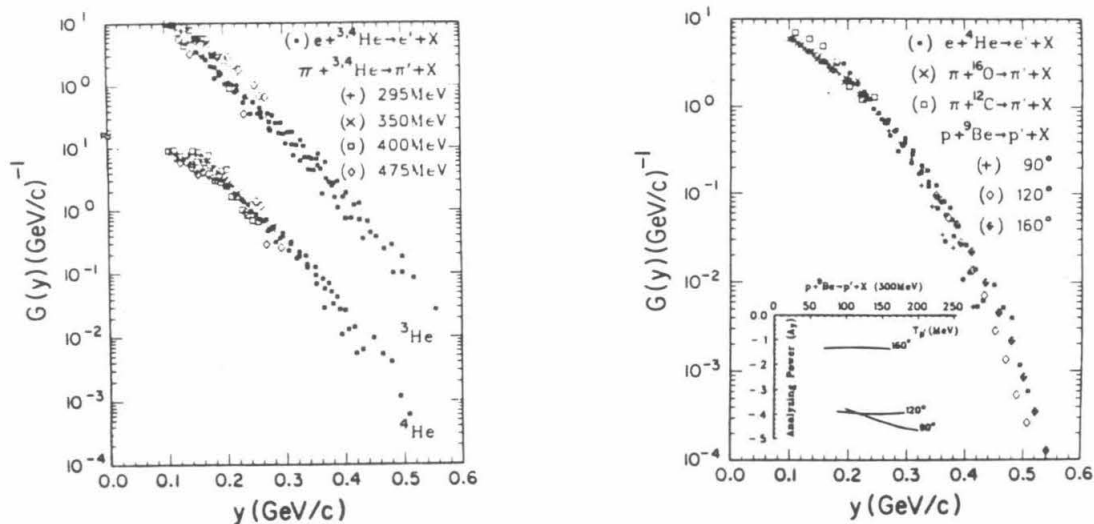 10¹
10⁰
10¹
10⁰
10⁻¹
10⁻²
10⁻³
10⁻⁴
G(y)(GeV/c)⁻¹
(•) e+³,⁴He→e′+X
π+³,⁴He→π′+X
(+) 295MeV
(×) 350MeV
(□) 400MeV
(◇) 475MeV
³He
⁴He
0.0 0.1 0.2 0.3 0.4 0.5 0.6
y(GeV/c)
10¹
10⁰
10⁻¹
10⁻²
10⁻³
10⁻⁴
G(y)(GeV/c)⁻¹
(•) e+⁴He→e′+X
(×) π+¹⁶O→π′+X
(□) π+¹²C→π′+X
p+⁹Be→p′+X
(+) 90°
(◇) 120°
(◆) 160°
p+⁹Be→p′+X (300MeV)
0 50 100 150 200 250
Tp′(MeV)
0.0
-1
-2
-3
-4
-5
Analysing Power (Ay)
160°
120°
90°
0.0 0.1 0.2 0.3 0.4 0.5 0.6
y(GeV/c)